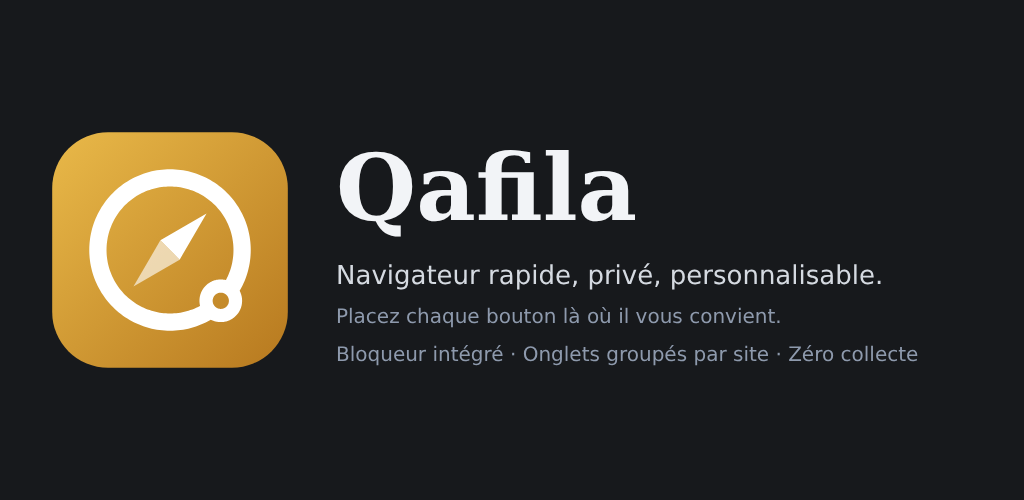 Qafila
Navigateur rapide, privé, personnalisable.
Placez chaque bouton là où il vous convient.
Bloqueur intégré · Onglets groupés par site · Zéro collecte